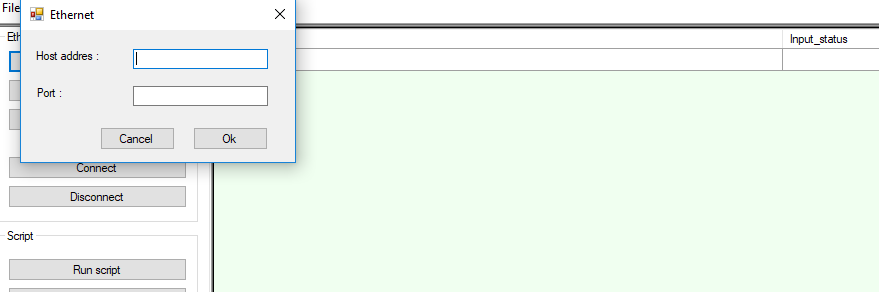 File
Ethernet
Eth
Input_status
Host addres :
Port :
Cancel
Ok
Connect
Disconnect
Script
Run script